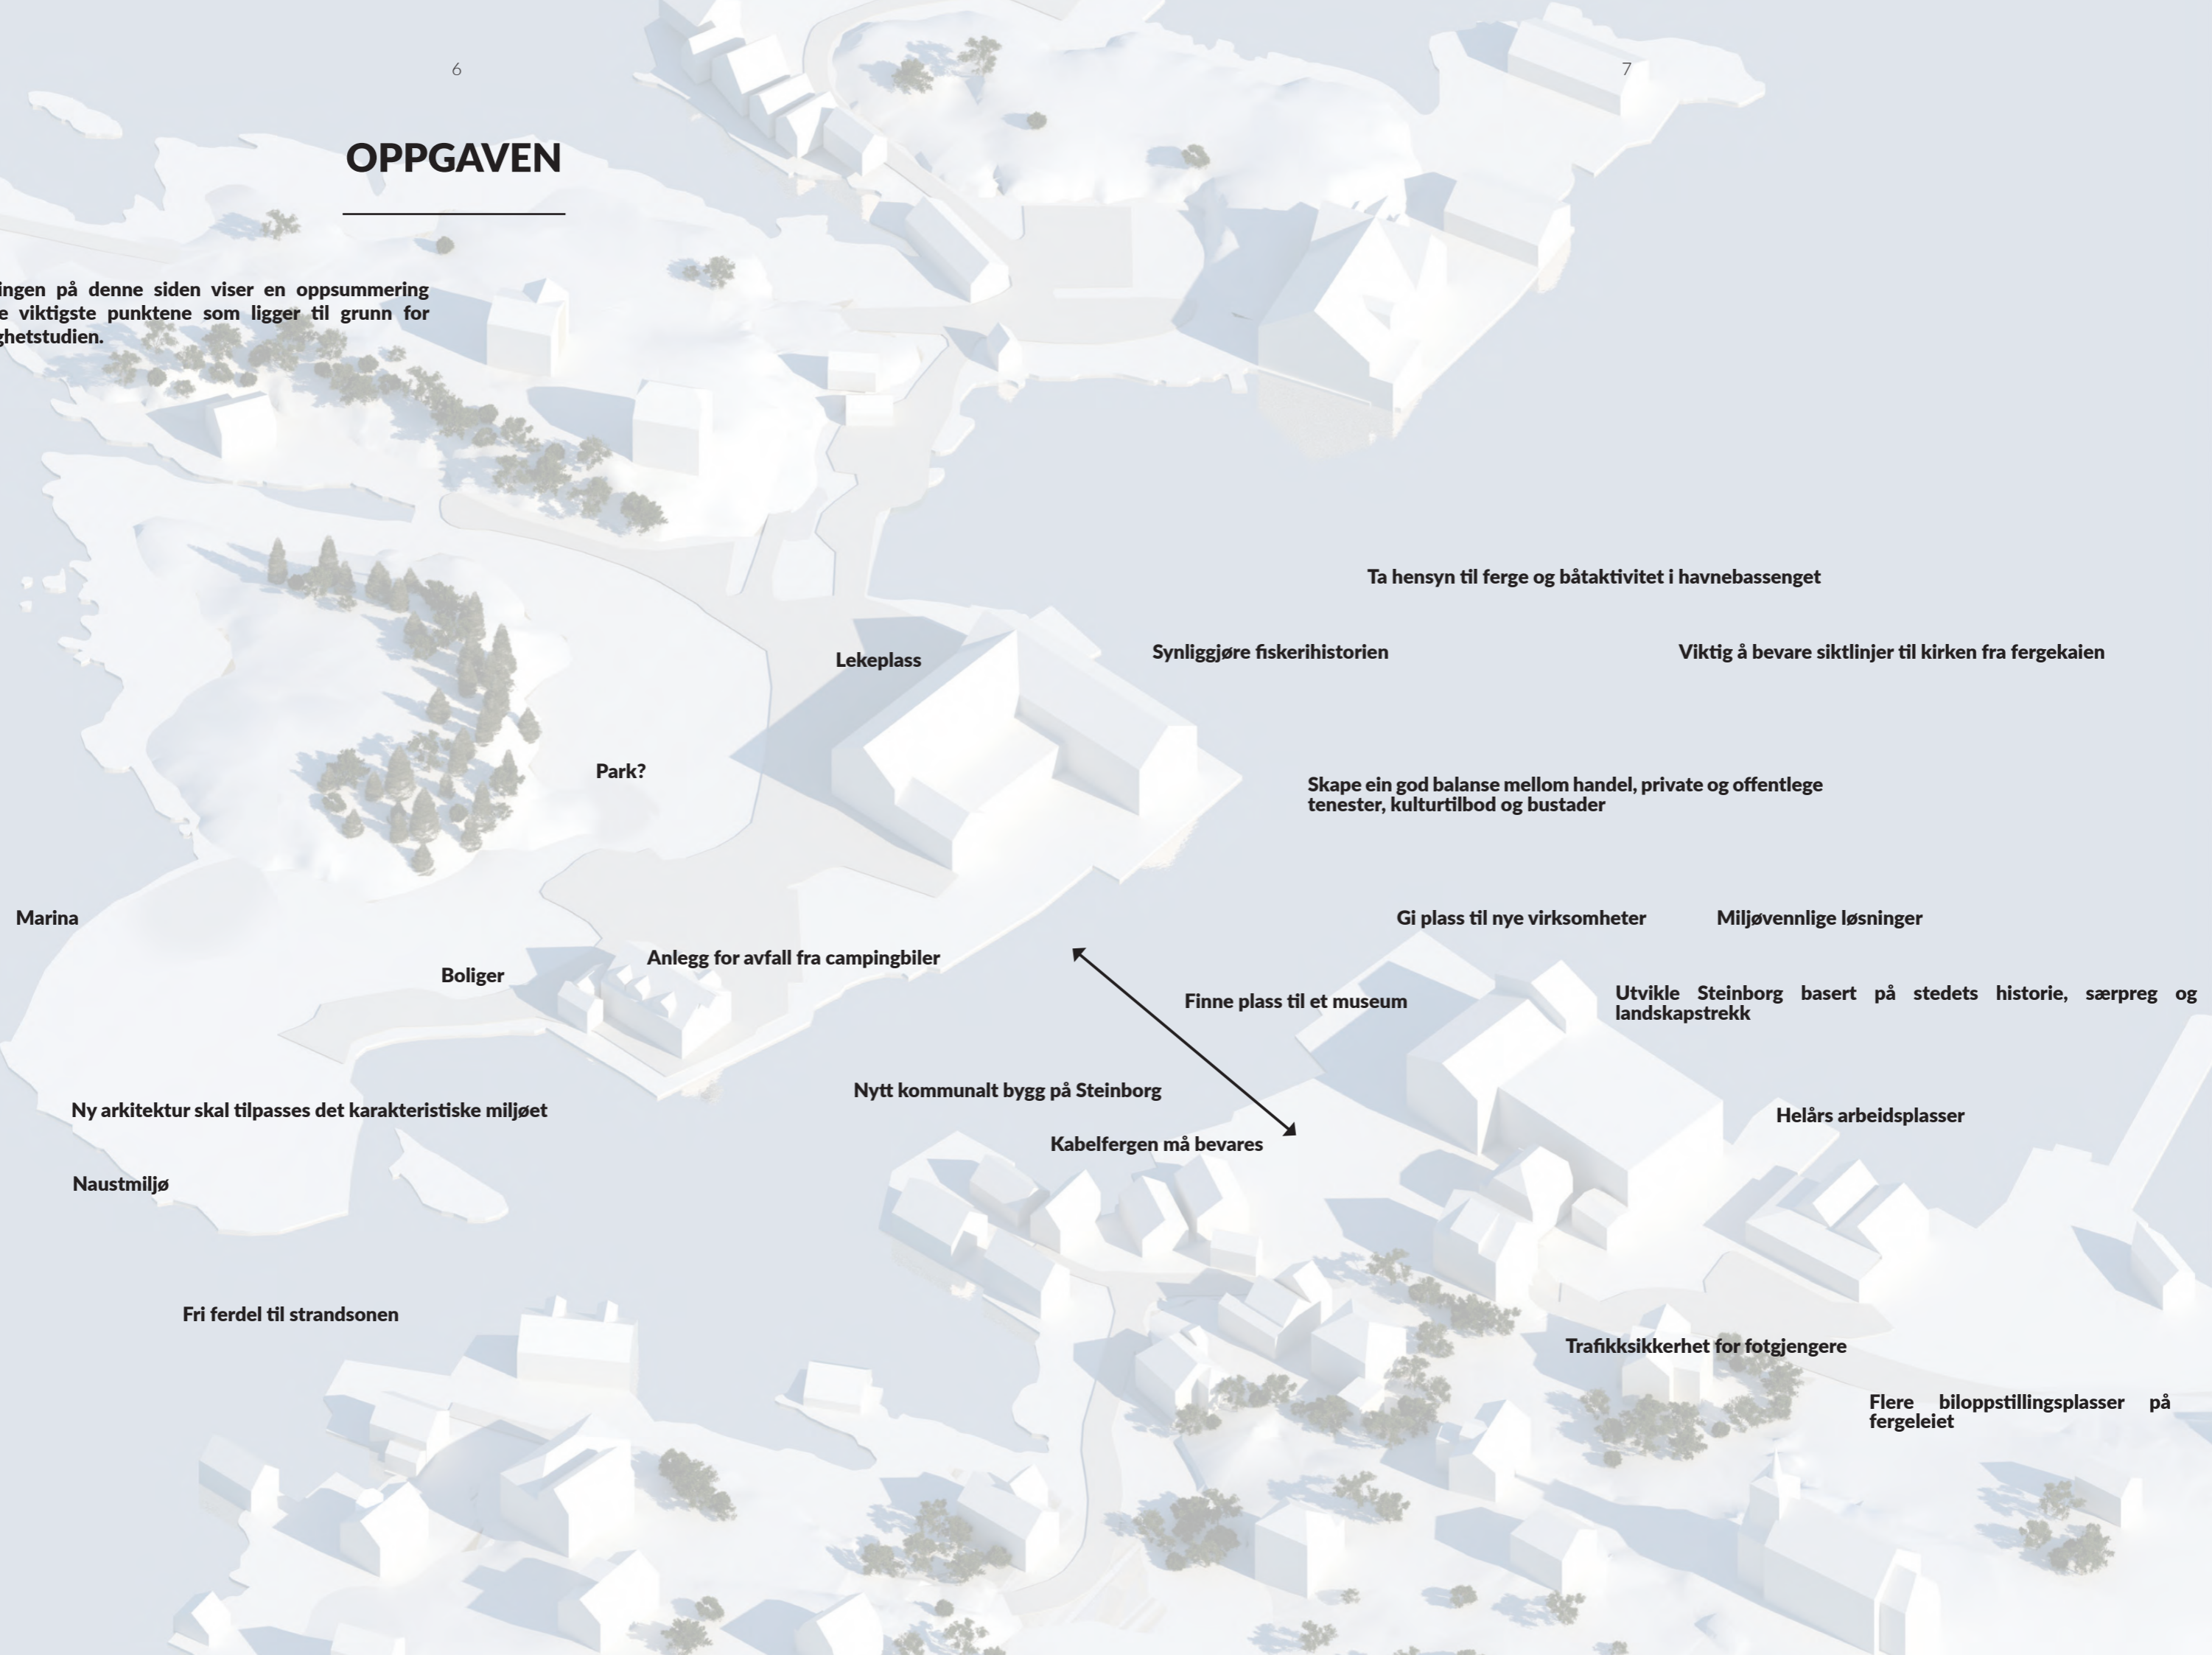 6
7
OPPGAVEN
ingen på denne siden viser en oppsummering
e viktigste punktene som ligger til grunn for
ghetstudien.
Ta hensyn til ferge og båtaktivitet i havnebassenget
Lekeplass
Synliggjøre fiskerihistorien
Viktig å bevare siktlinjer til kirken fra fergekaien
Park?
Skape ein god balanse mellom handel, private og offentlege
tenester, kulturtilbod og bustader
Marina
Gi plass til nye virksomheter
Miljøvennlige løsninger
Anlegg for avfall fra campingbiler
Boliger
Finne plass til et museum
Utvikle Steinborg basert på stedets historie, særpreg og
landskapstrekk
Nytt kommunalt bygg på Steinborg
Ny arkitektur skal tilpasses det karakteristiske miljøet
Helårs arbeidsplasser
Kabelfergen må bevares
Naustmiljø
Fri ferdel til strandsonen
Trafikksikkerhet for fotgjengere
Flere biloppstillingsplasser på
fergeleiet